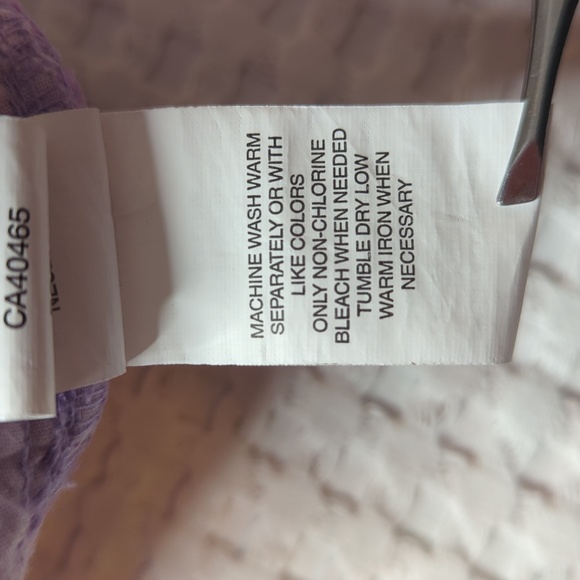 CA40465
MACHINE WASH WARM
SEPARATELY OR WITH
LIKE COLORS
ONLY NON-CHLORINE
BLEACH WHEN NEEDED
TUMBLE DRY LOW
WARM IRON WHEN
NECESSARY